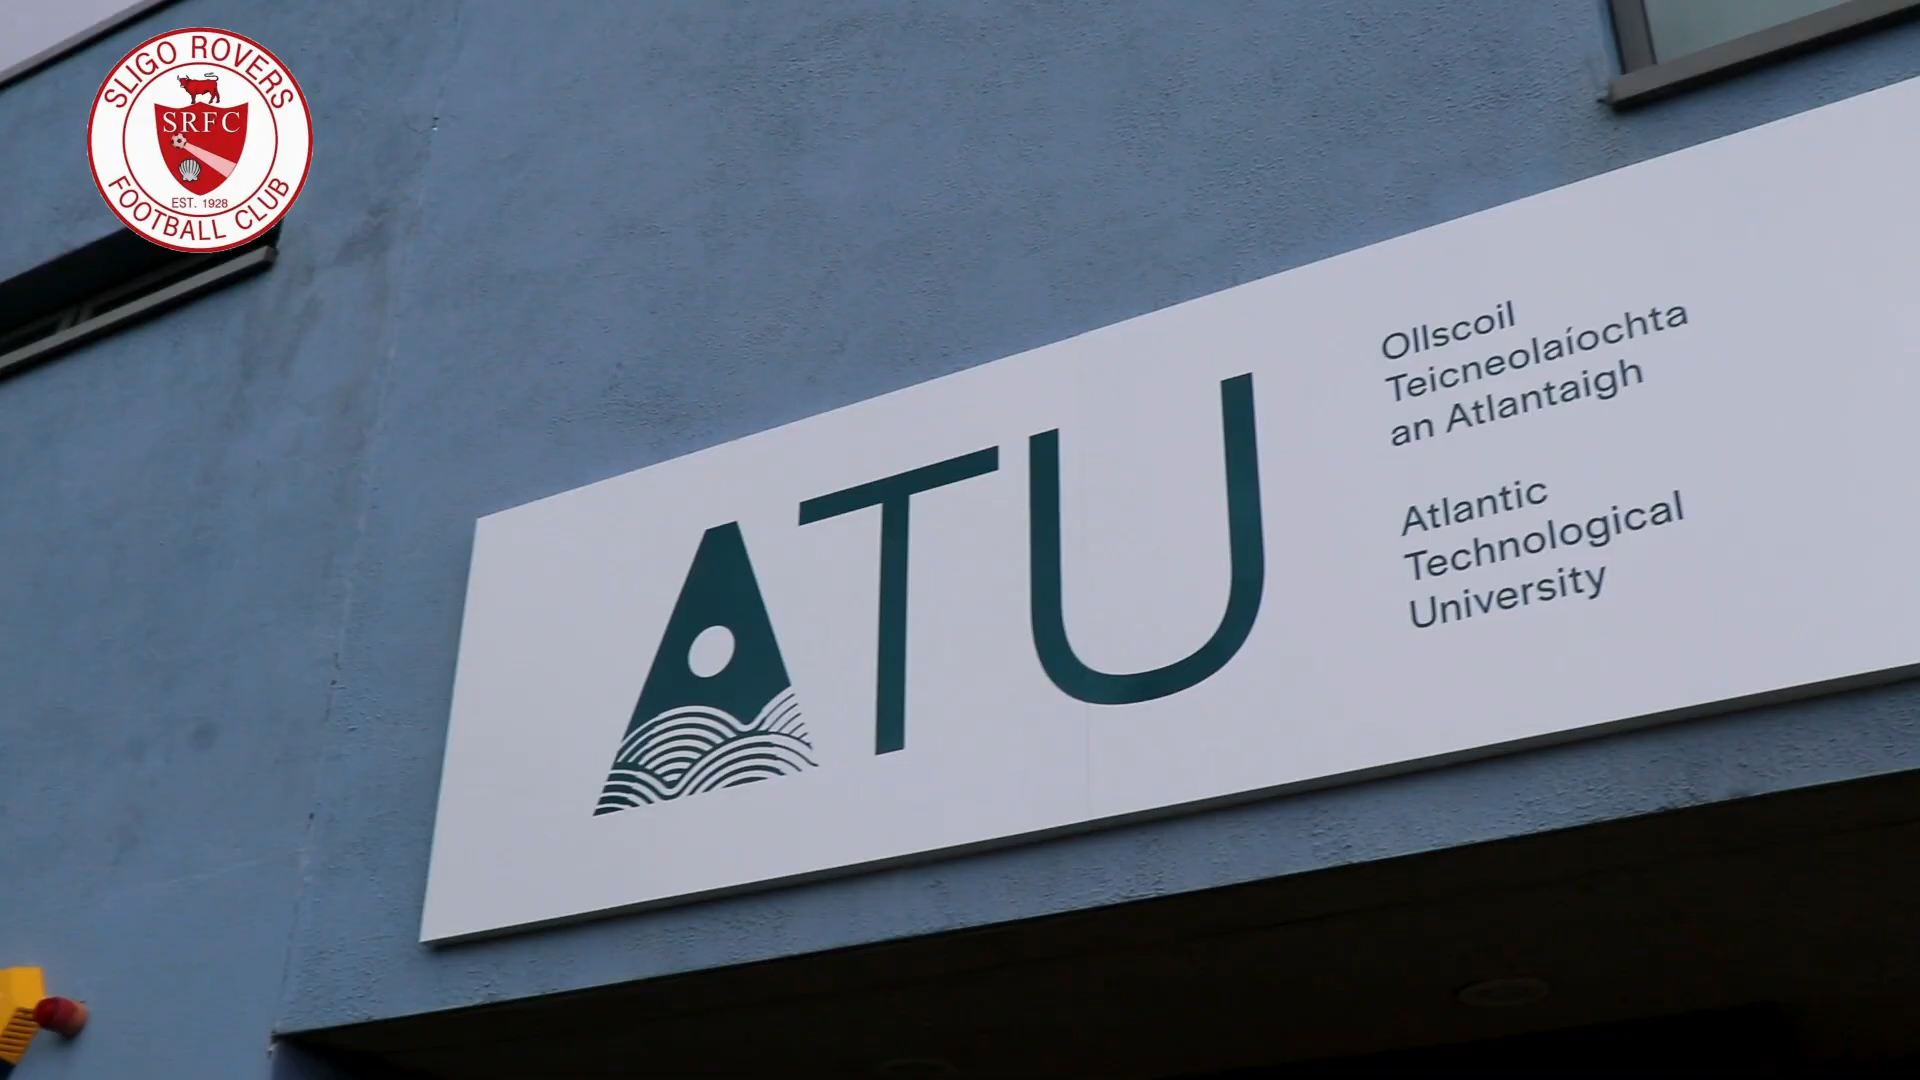 SLIGO ROVERS
SRFC
EST. 1928
FOOTBALL CLUB
ATU
Ollscoil
Teicneolaíochta
an Atlantaigh
Atlantic
Technological
University